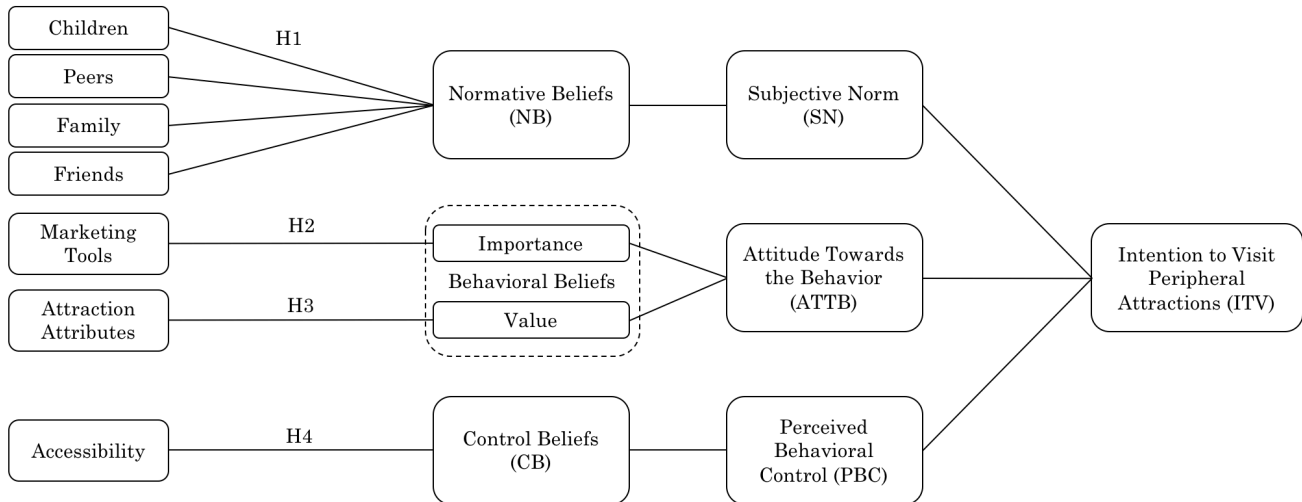 Children
H1
Peers
Family
Friends
Normative Beliefs
(NB)
Subjective Norm
(SN)
Marketing
Tools
H2
Importance
Behavioral Beliefs
Attraction
Attributes
H3
Value
Attitude Towards
the Behavior
(ATTB)
Intention to Visit
Peripheral
Attractions (ITV)
Accessibility
H4
Control Beliefs
(CB)
Perceived
Behavioral
Control (PBC)